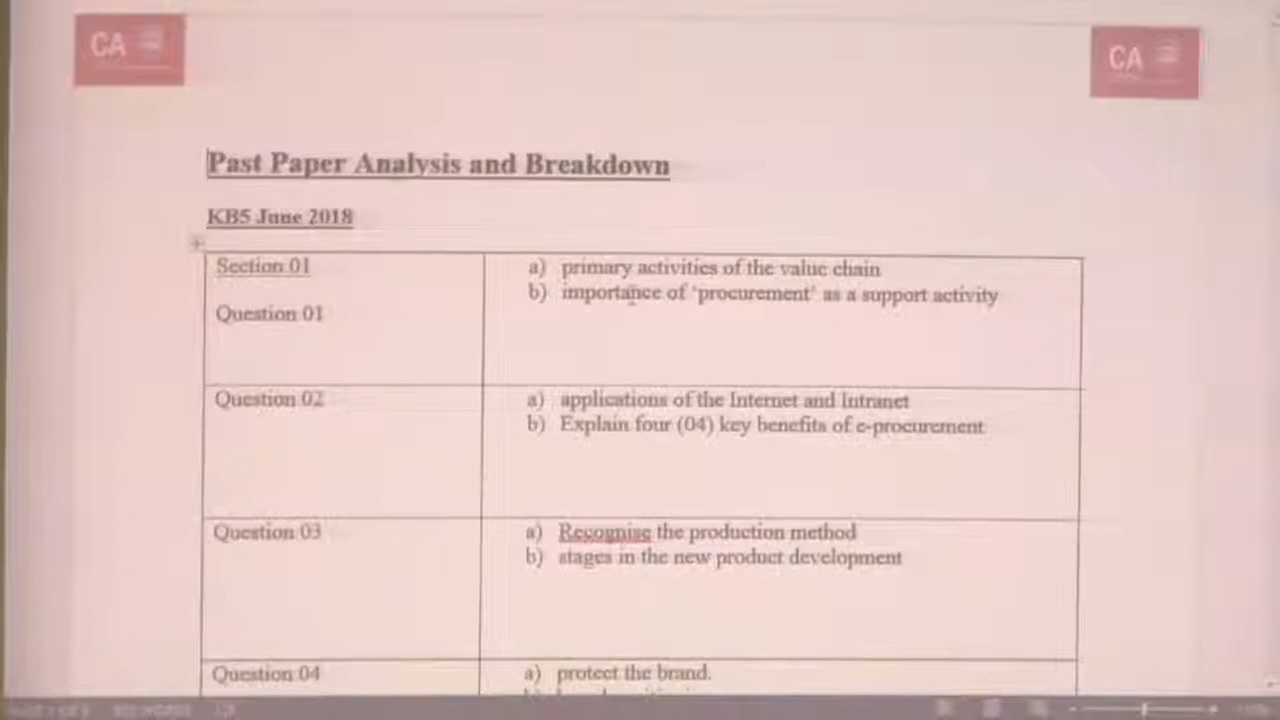 CA
CA
Past Paper Analysis and Breakdown
KB5 June 2018
Section 01
Question 01
a) primary activities of the value chain
b) importance of ‘procurement’ as a support activity
Question 02
a) applications of the Internet and Intranet
b) Explain four (04) key benefits of e-procurement
Question 03
a) Recognise the production method
b) stages in the new product development
Question 04
a) protect the brand.